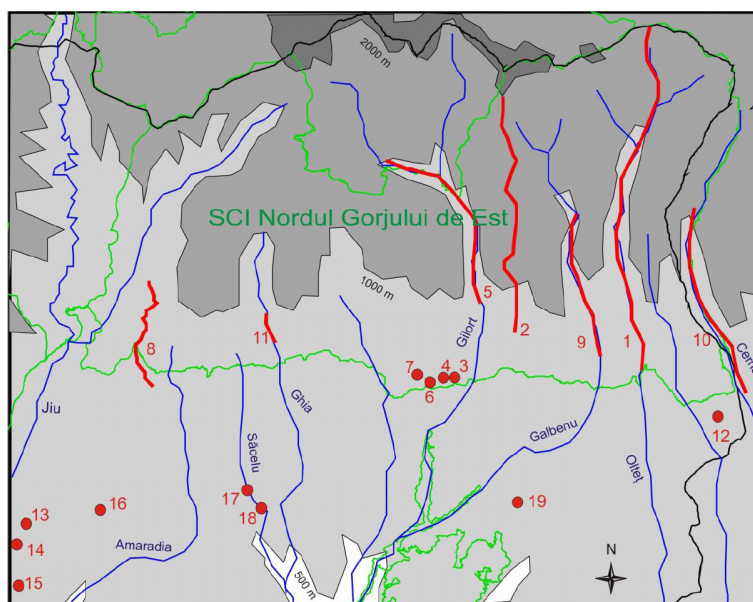 2000 m
SCI Nordul Gorjului de Est
1000 m
5
2
Gilort
8
11
9
1
10
Cerna
7
4
3
6
Jiu
Ghia
Galbenu
12
Săcelu
Olteţ
17
16
18
19
13
14
Amaradia
N
15
500 m